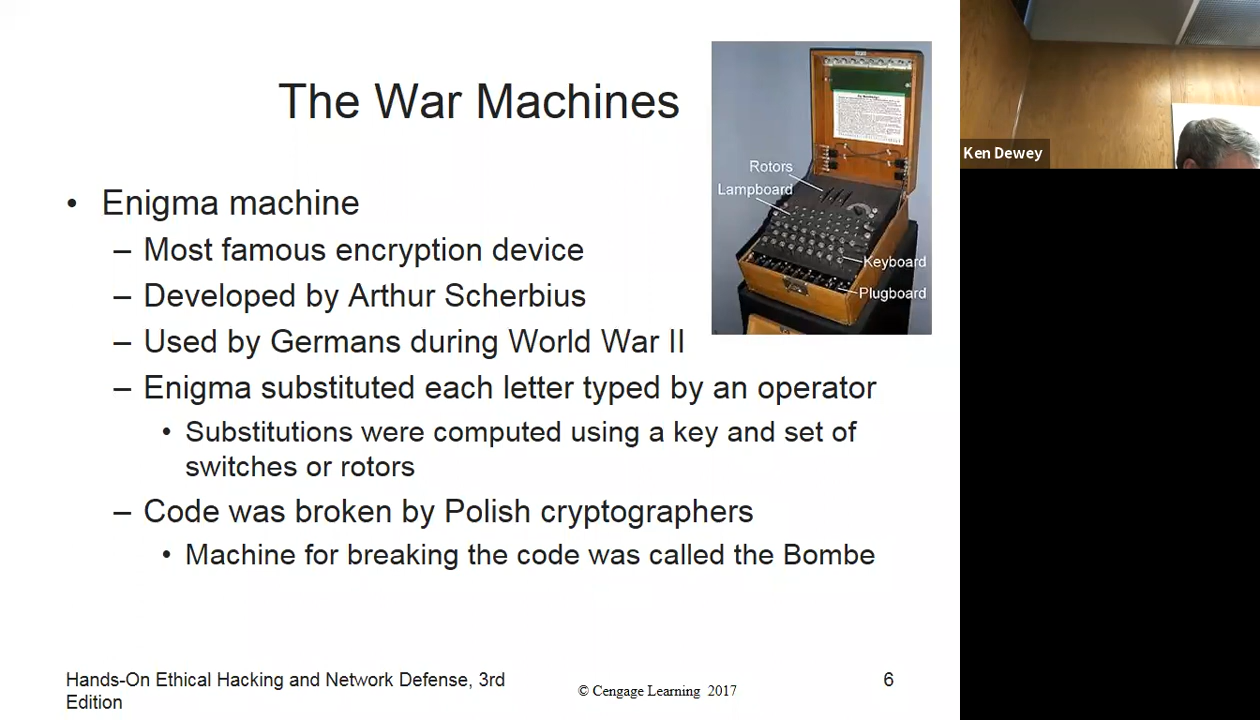 The War Machines
Rotors
Lampboard
Keyboard
Plugboard
Ken Dewey
• Enigma machine
– Most famous encryption device
– Developed by Arthur Scherbius
– Used by Germans during World War II
– Enigma substituted each letter typed by an operator
• Substitutions were computed using a key and set of
switches or rotors
– Code was broken by Polish cryptographers
• Machine for breaking the code was called the Bombe
Hands-On Ethical Hacking and Network Defense, 3rd
Edition
© Cengage Learning 2017
6